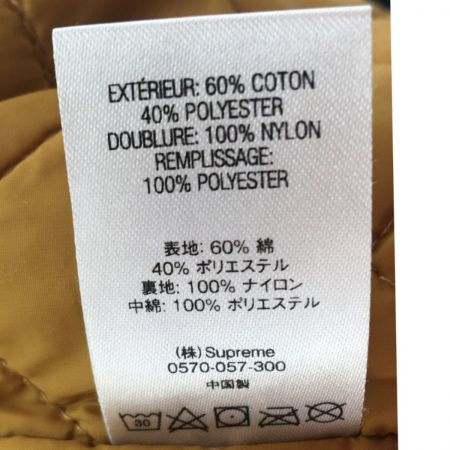 EXTÉRIEUR: 60% COTON
40% POLYESTER
DOUBLURE: 100% NYLON
REMPLISSAGE:
100% POLYESTER
表地: 60% 綿
40% ポリエステル
裏地: 100% ナイロン
中綿: 100% ポリエステル
(株) Supreme
0570-057-300
中国製
30